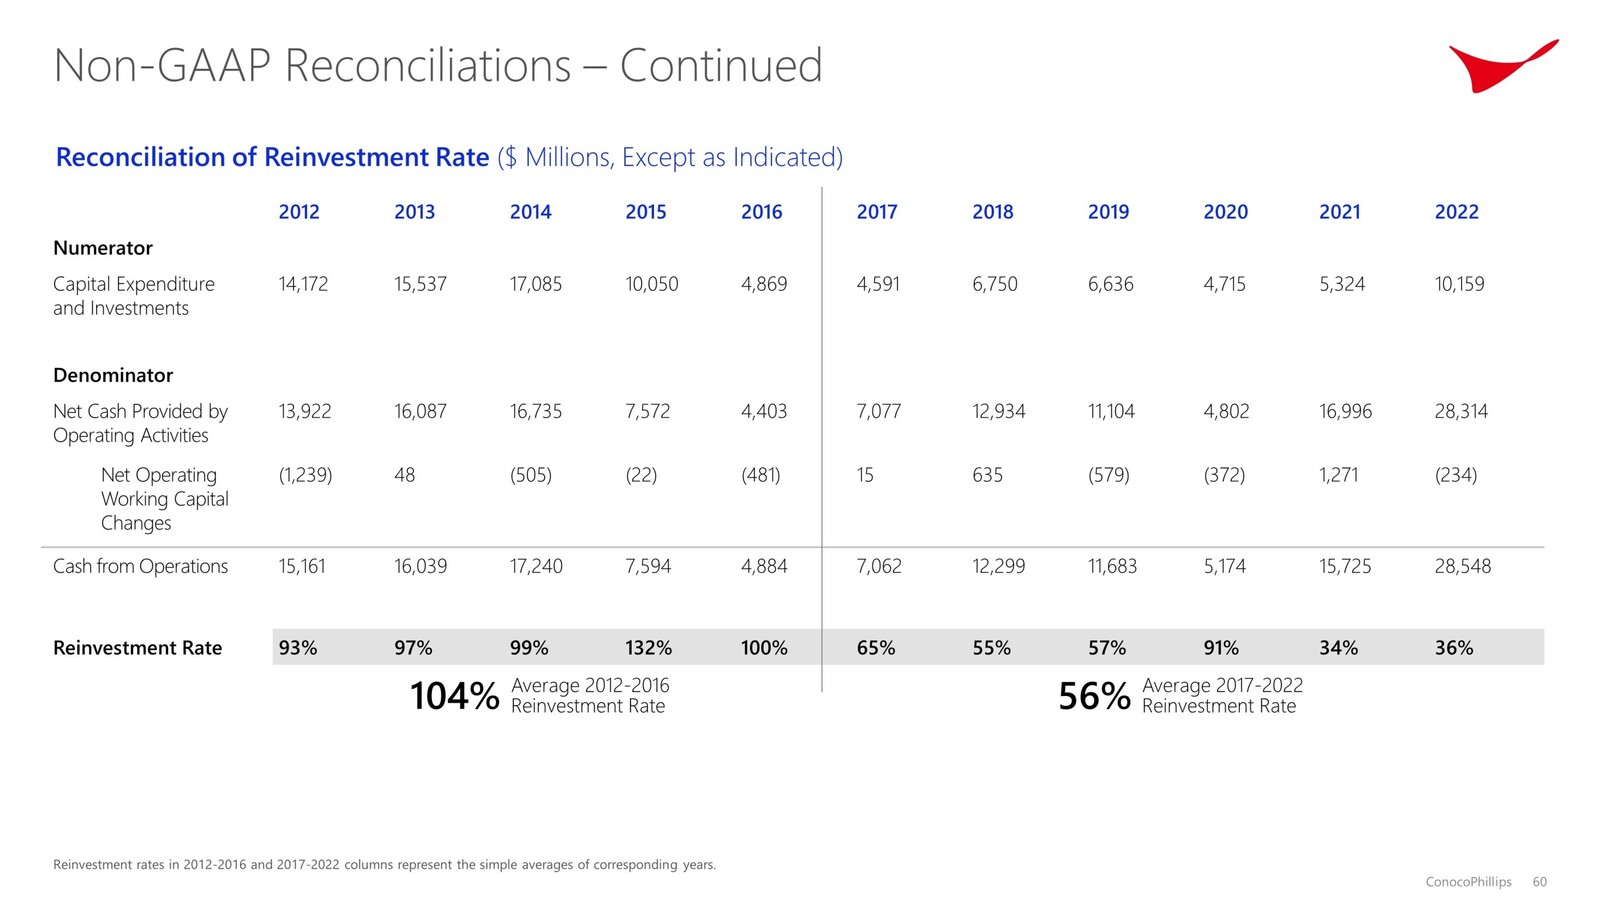 Non-GAAP Reconciliations – Continued
Reconciliation of Reinvestment Rate ($ Millions, Except as Indicated)
2012 2013 2014 2015 2016 2017 2018 2019 2020 2021 2022
Numerator
Capital Expenditure 14,172 15,537 17,085 10,050 4,869 4,591 6,750 6,636 4,715 5,324 10,159
and Investments
Denominator
Net Cash Provided by 13,922 16,087 16,735 7,572 4,403 7,077 12,934 11,104 4,802 16,996 28,314
Operating Activities
Net Operating (1,239) 48 (505) (22) (481) 15 635 (579) (372) 1,271 (234)
Working Capital
Changes
Cash from Operations 15,161 16,039 17,240 7,594 4,884 7,062 12,299 11,683 5,174 15,725 28,548
Reinvestment Rate 93% 97% 99% 132% 100% 65% 55% 57% 91% 34% 36%
104% Average 2012-2016
Reinvestment Rate
56% Average 2017-2022
Reinvestment Rate
Reinvestment rates in 2012-2016 and 2017-2022 columns represent the simple averages of corresponding years.
ConocoPhillips 60